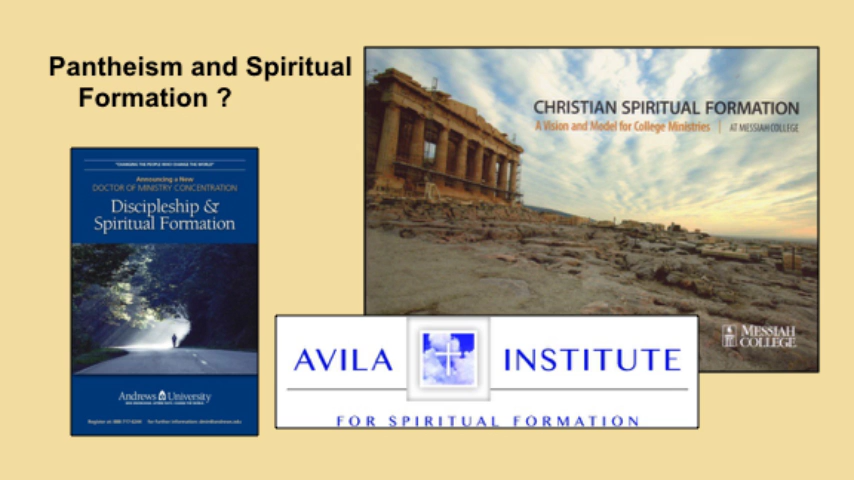 Pantheism and Spiritual
Formation ?
CHRISTIAN SPIRITUAL FORMATION
A Vision and Model for College Ministries | AT MESSIAH COLLEGE
MESSIAH
COLLEGE
"CHANGING THE PEOPLE WHO CHANGE THE WORLD"
Announcing a New
DOCTOR OF MINISTRY CONCENTRATION
Discipleship &
Spiritual Formation
Andrews University
AVILA INSTITUTE
FOR SPIRITUAL FORMATION